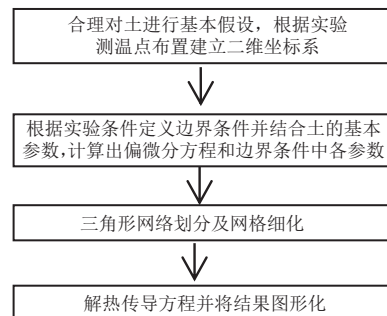 合理对土进行基本假设，根据实验
测温点布置建立二维坐标系
根据实验条件定义边界条件并结合土的基本
参数,计算出偏微分方程和边界条件中各参数
三角形网络划分及网格细化
解热传导方程并将结果图形化